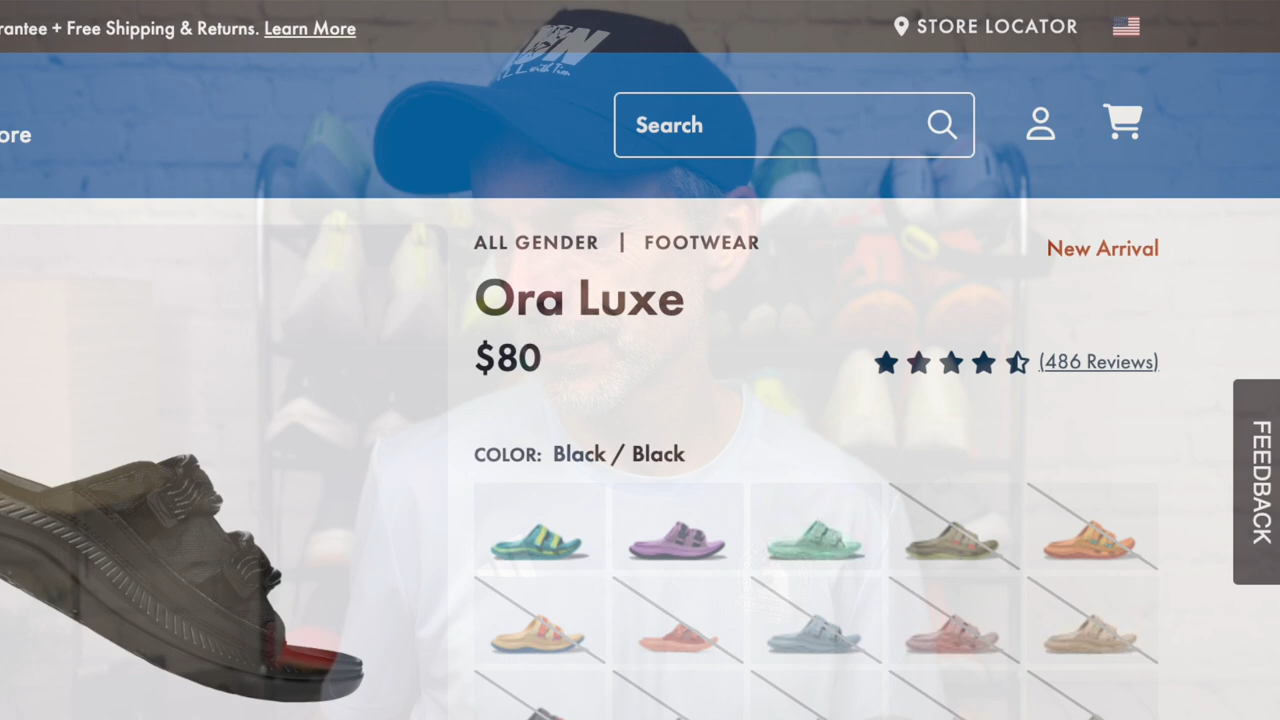 rantee + Free Shipping & Returns. Learn More
STORE LOCATOR
ore
Search
ALL GENDER | FOOTWEAR
New Arrival
Ora Luxe
$80
(486 Reviews)
COLOR: Black / Black
FEEDBACK